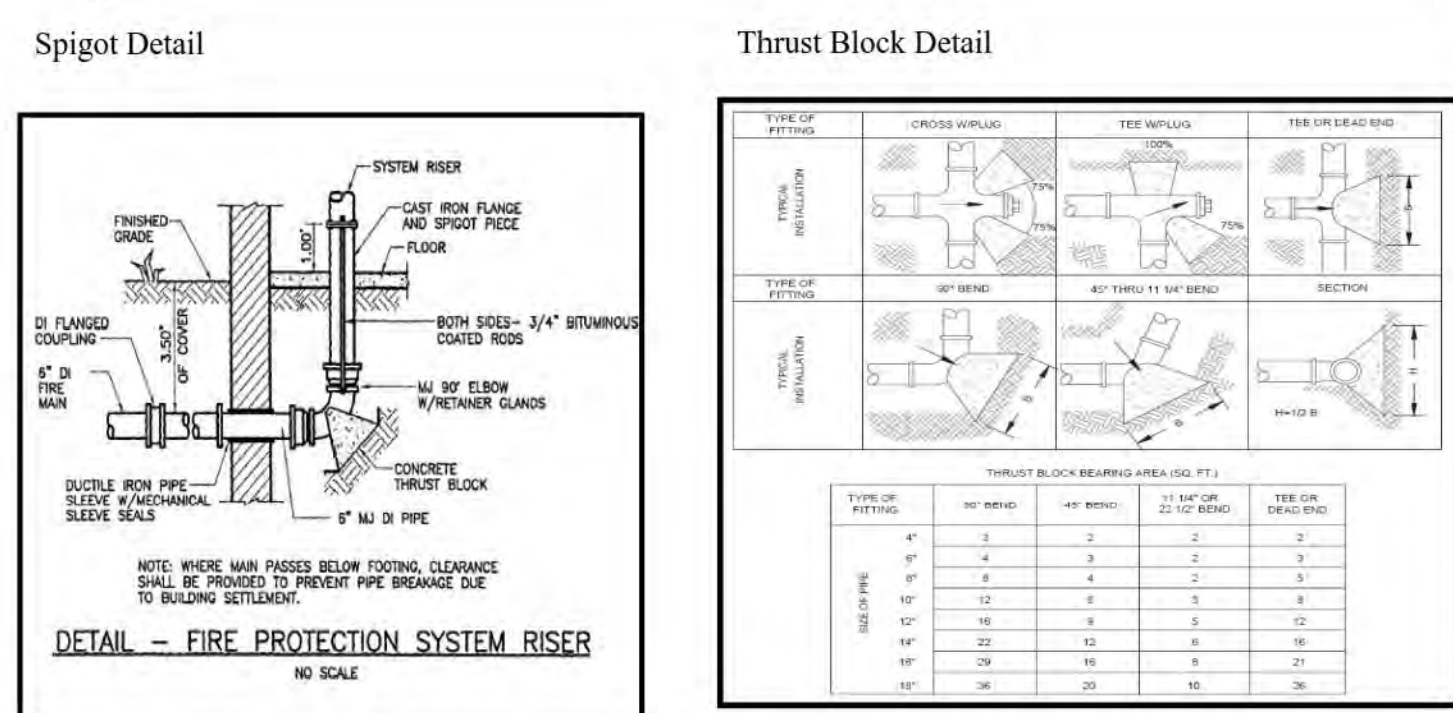 Spigot Detail
SYSTEM RISER
FINISHED
GRADE
1.00'
CAST IRON FLANGE
AND SPIGOT PIECE
FLOOR
DI FLANGED
COUPLING
3.50"
OF COVER
BOTH SIDES- 3/4" BITUMINOUS
COATED RODS
6" DI
FIRE
MAIN
MJ 90° ELBOW
W/RETAINER GLANDS
DUCTILE IRON PIPE
SLEEVE W/MECHANICAL
SLEEVE SEALS
CONCRETE
THRUST BLOCK
6" MJ DI PIPE
NOTE: WHERE MAIN PASSES BELOW FOOTING, CLEARANCE
SHALL BE PROVIDED TO PREVENT PIPE BREAKAGE DUE
TO BUILDING SETTLEMENT.
DETAIL - FIRE PROTECTION SYSTEM RISER
NO SCALE
Thrust Block Detail
TYPE OF
FITTING
CROSS W/PLUG
TEE W/PLUG
TEE OR DEAD END
TYPICAL
INSTALLATION
75%
75%
100%
75%
TYPE OF
FITTING
90° BEND
45° THRU 11 1/4° BEND
SECTION
TYPICAL
INSTALLATION
B
B
H
H=1/2 B
THRUST BLOCK BEARING AREA (SQ. FT.)
TYPE OF
FITTING
90° BEND
45° BEND
11 1/4° OR
22 1/2° BEND
TEE OR
DEAD END
SIZE OF PIPE
4" 2 2 2
6" 4 3 2 3
8" 8 4 2 5
10" 12 8
12" 16 9 5 12
14" 22 12 6 16
29 16 8 21
18" 36 20 10